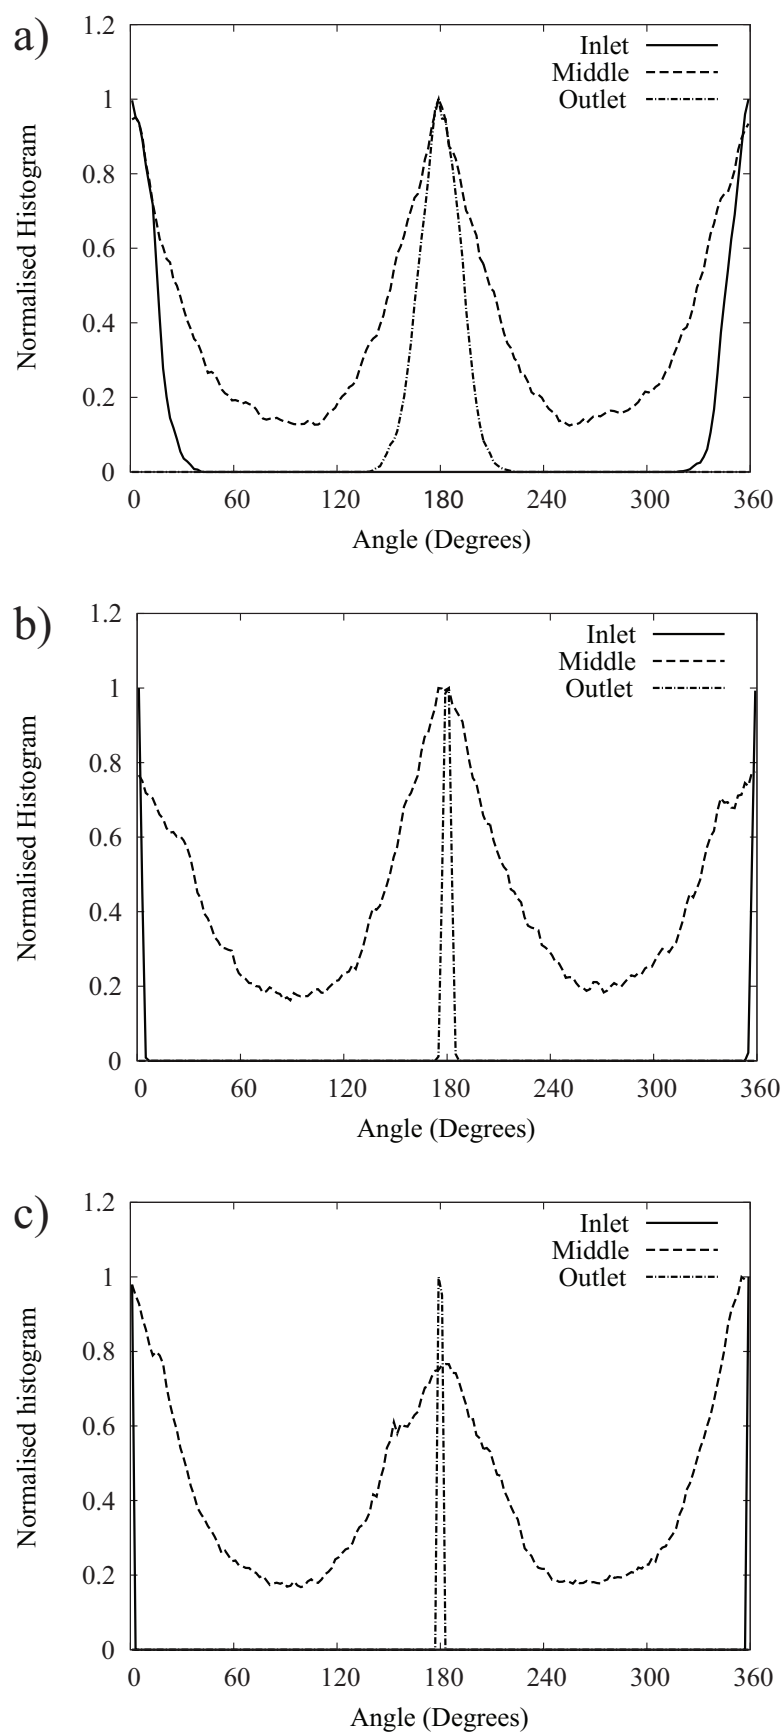 a)
1.2
1
0.8
0.6
0.4
0.2
0
Normalised Histogram
Inlet
Middle
Outlet
0 60 120 180 240 300 360
Angle (Degrees)
b)
1.2
1
0.8
0.6
0.4
0.2
0
Normalised Histogram
Inlet
Middle
Outlet
0 60 120 180 240 300 360
Angle (Degrees)
c)
1.2
1
0.8
0.6
0.4
0.2
0
Normalised histogram
Inlet
Middle
Outlet
0 60 120 180 240 300 360
Angle (Degrees)